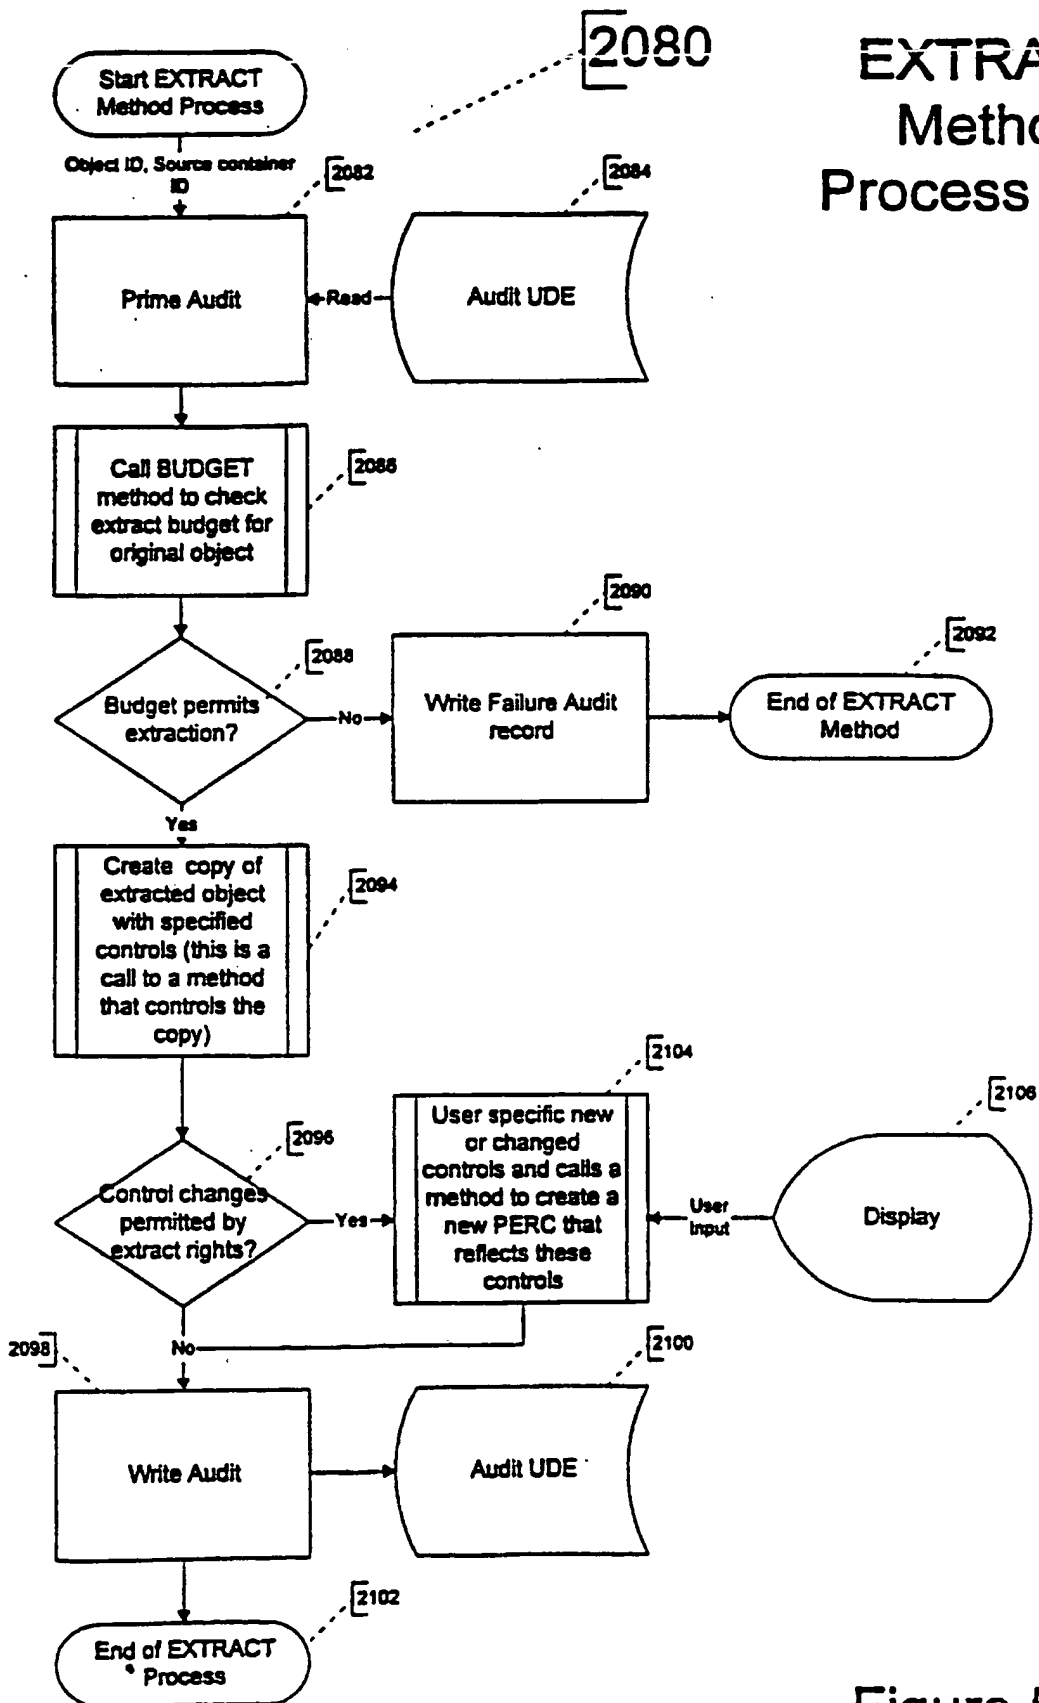 2080
EXTRA
Metho
Process
Start EXTRACT
Method Process
Object ID, Source container
ID
2082
2084
Prime Audit
Read
Audit UDE
Call BUDGET
method to check
extract budget for
original object
2086
2088
Budget permits
extraction?
No
2090
Write Failure Audit
record
2092
End of EXTRACT
Method
Yes
Create copy of
extracted object
with specified
controls (this is a
call to a method
that controls the
copy)
2094
2096
Control changes
permitted by
extract rights?
Yes
2104
User specific new
or changed
controls and calls a
method to create a
new PERC that
reflects these
controls
User
Input
2106
Display
No
2098
2100
Write Audit
Audit UDE
2102
End of EXTRACT
Process
Figure